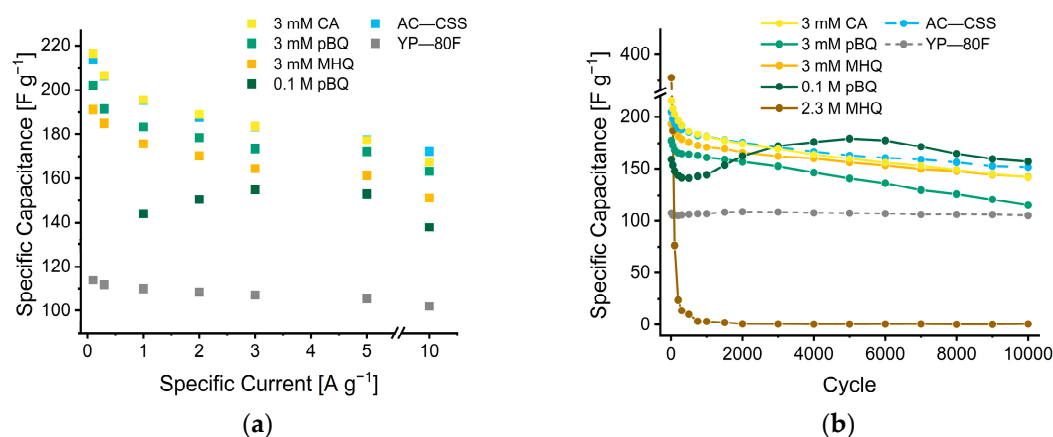 3 mM CA
AC—CSS
3 mM pBQ
YP—80F
3 mM MHQ
0.1 M pBQ
220
200
180
160
140
120
100
0
1
2
3
4
5
10
Specific Capacitance [F g⁻¹]
Specific Current [A g⁻¹]
(a)
3 mM CA
AC—CSS
3 mM pBQ
YP—80F
3 mM MHQ
0.1 M pBQ
2.3 M MHQ
400
200
150
100
50
0
0
2000
4000
6000
8000
10000
Specific Capacitance [F g⁻¹]
Cycle
(b)